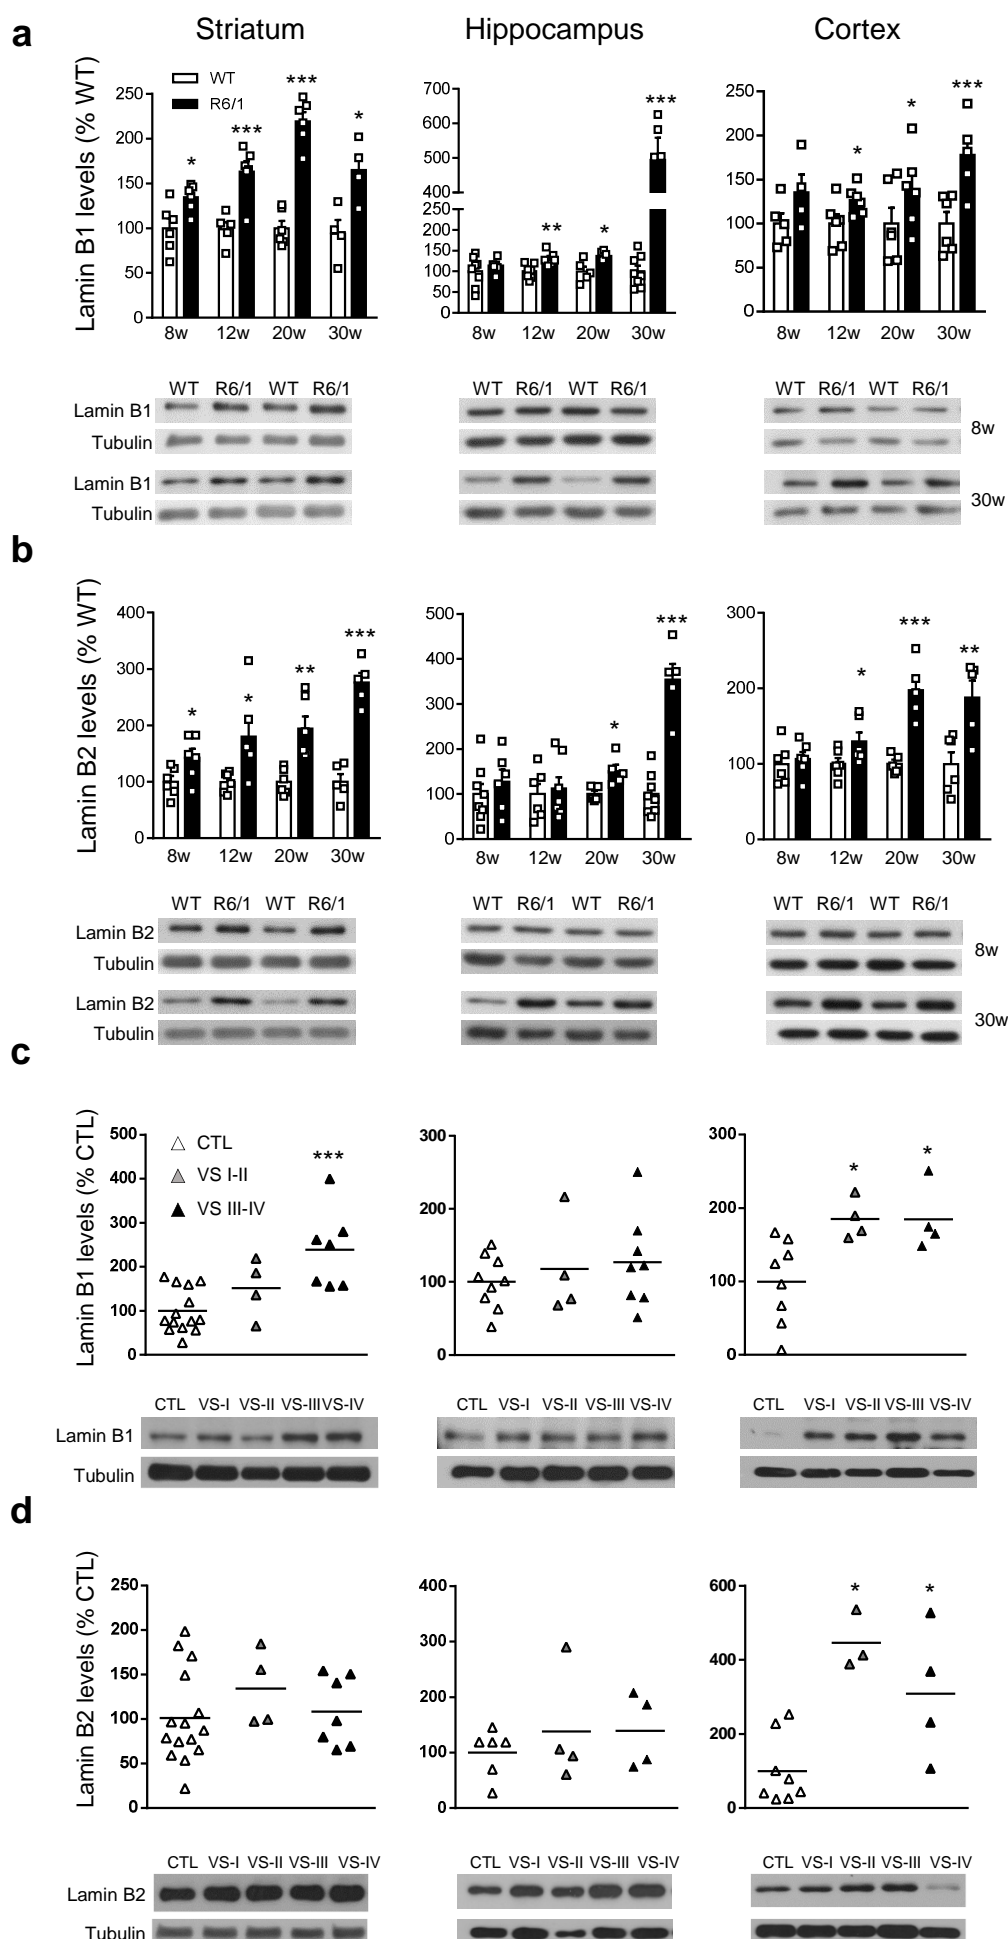 a
Striatum Hippocampus Cortex
Lamin B1 levels (% WT)
WT
R6/1
250
200
150
100
50
0
* *** *** *
8w 12w 20w 30w
700
600
500
400
250
200
150
100
50
0
** * ***
8w 12w 20w 30w
250
200
150
100
50
0
* * ***
8w 12w 20w 30w
WT R6/1 WT R6/1 WT R6/1 WT R6/1 WT R6/1 WT R6/1
Lamin B1
Tubulin
8w
Lamin B1
Tubulin
30w
b
Lamin B2 levels (% WT)
400
300
200
100
0
* * ** ***
8w 12w 20w 30w
500
400
300
200
100
0
* ***
8w 12w 20w 30w
300
200
100
0
* *** **
8w 12w 20w 30w
WT R6/1 WT R6/1 WT R6/1 WT R6/1 WT R6/1 WT R6/1
Lamin B2
Tubulin
8w
Lamin B2
Tubulin
30w
c
Lamin B1 levels (% CTL)
500
400
300
200
100
0
CTL
VS I-II
VS III-IV
***
300
200
100
0
300
200
100
0
* *
CTL VS-I VS-II VS-III VS-IV CTL VS-I VS-II VS-III VS-IV CTL VS-I VS-II VS-III VS-IV
Lamin B1
Tubulin
d
Lamin B2 levels (% CTL)
250
200
150
100
50
0
400
300
200
100
0
600
400
200
0
* *
CTL VS-I VS-II VS-III VS-IV CTL VS-I VS-II VS-III VS-IV CTL VS-I VS-II VS-III VS-IV
Lamin B2
Tubulin